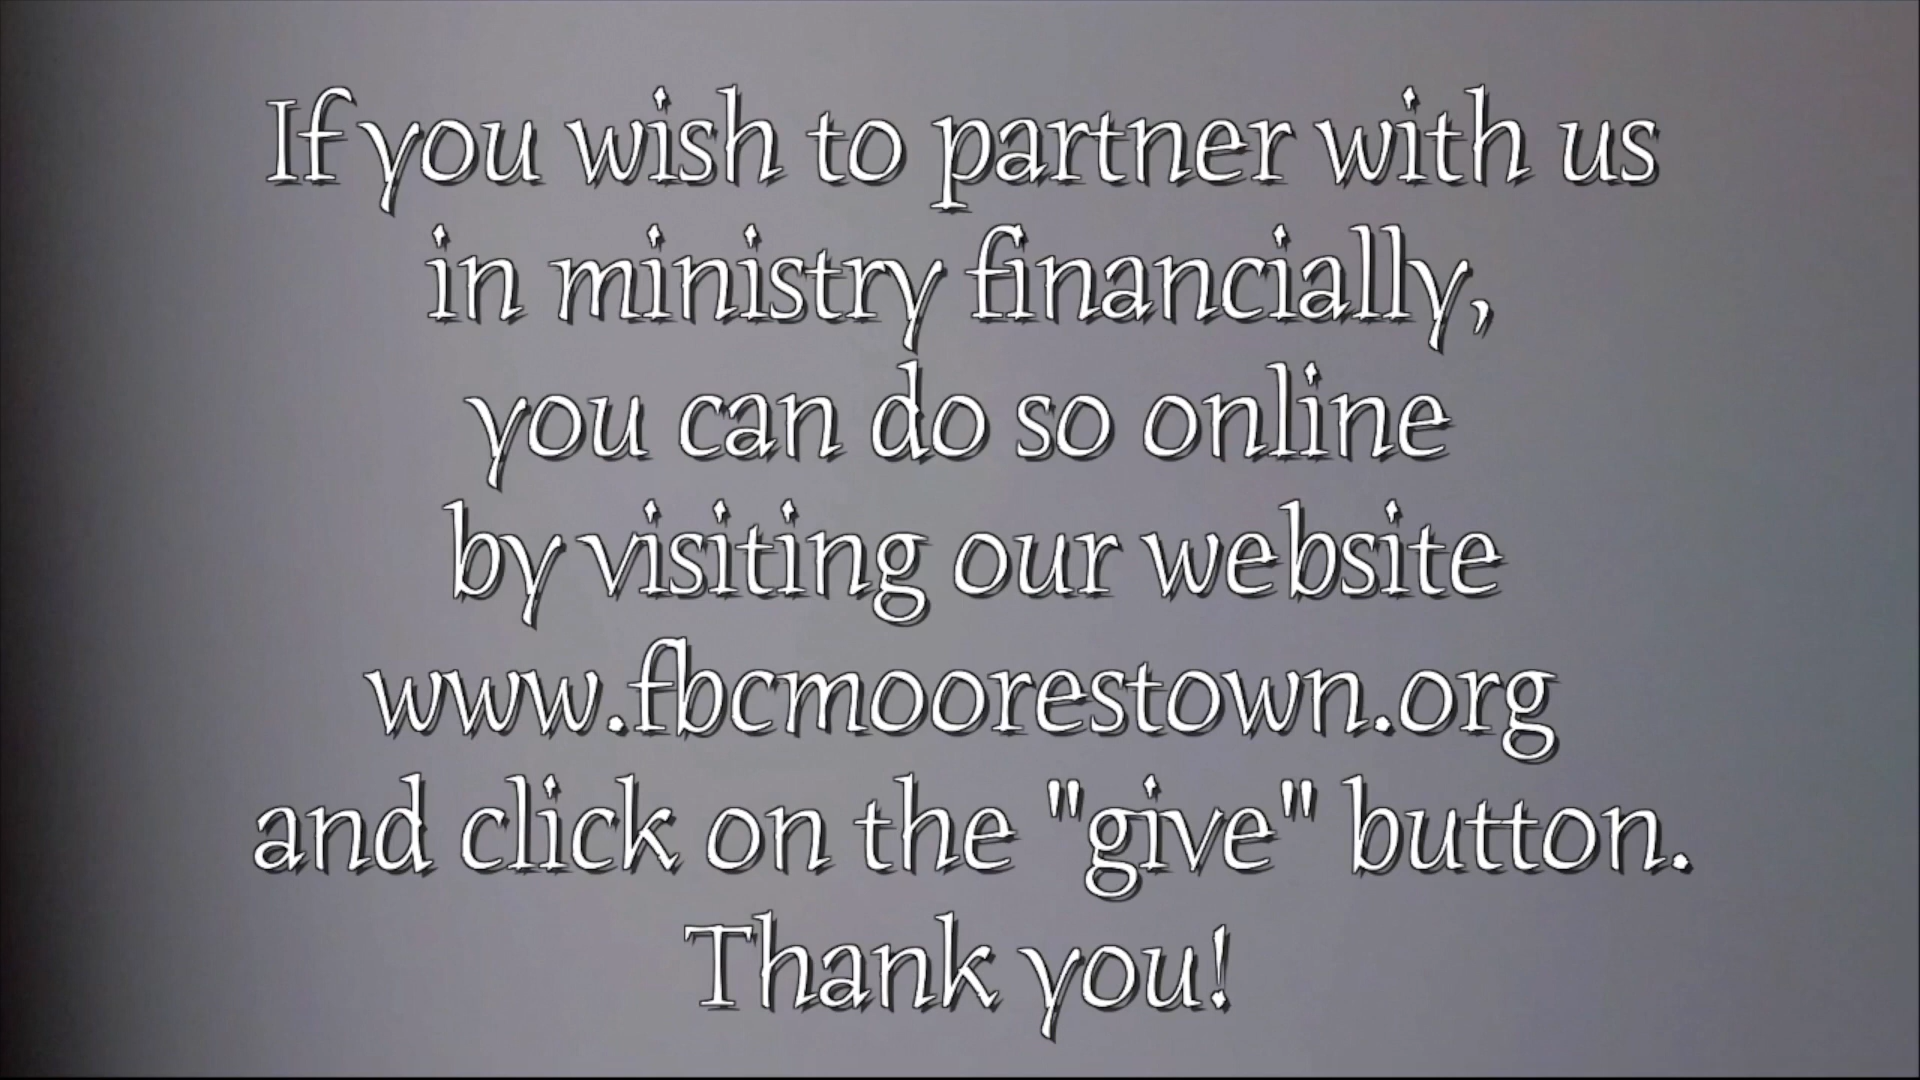 If you wish to partner with us
in ministry financially,
you can do so online
by visiting our website
www.fbcmoorestown.org
and click on the "give" button.
Thank you!